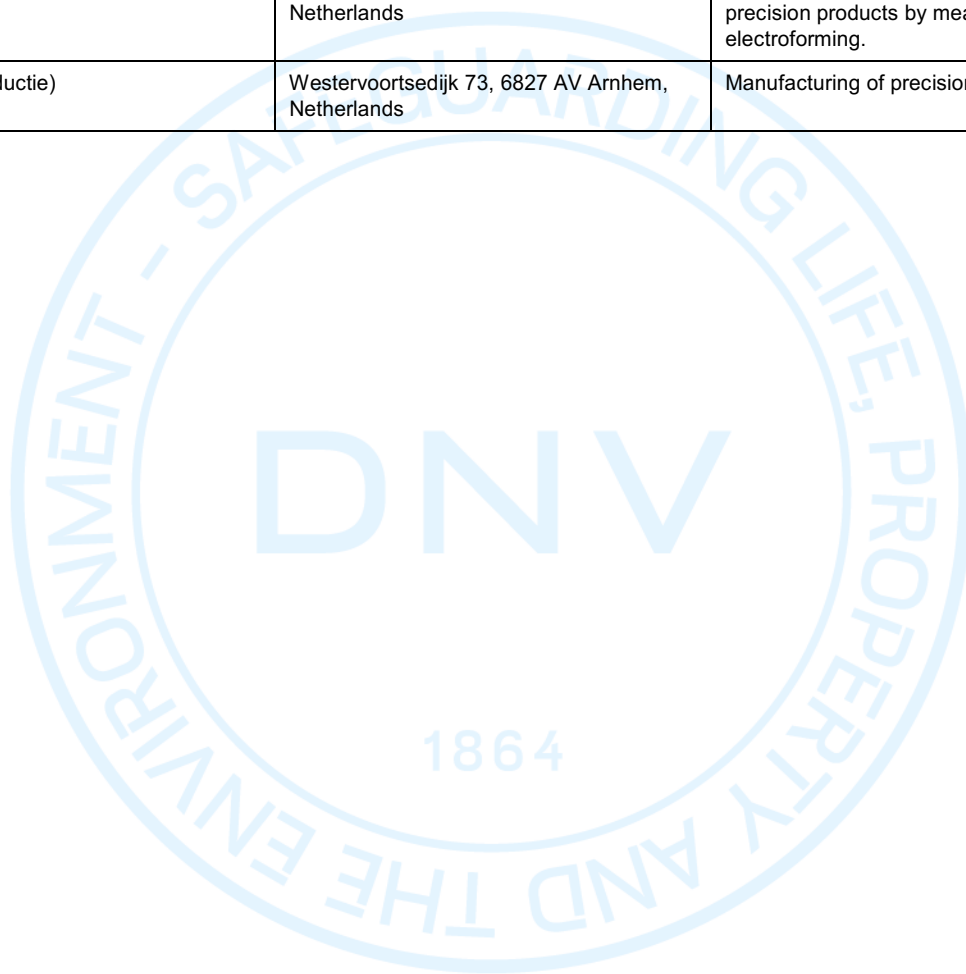 Netherlands
precision products by mea
electroforming.
luctie)
Westervoortsedijk 73, 6827 AV Arnhem,
Netherlands
Manufacturing of precision
SAFEGUARDING LIFE, PROPERTY AND THE ENVIRONMENT -
DNV
1864